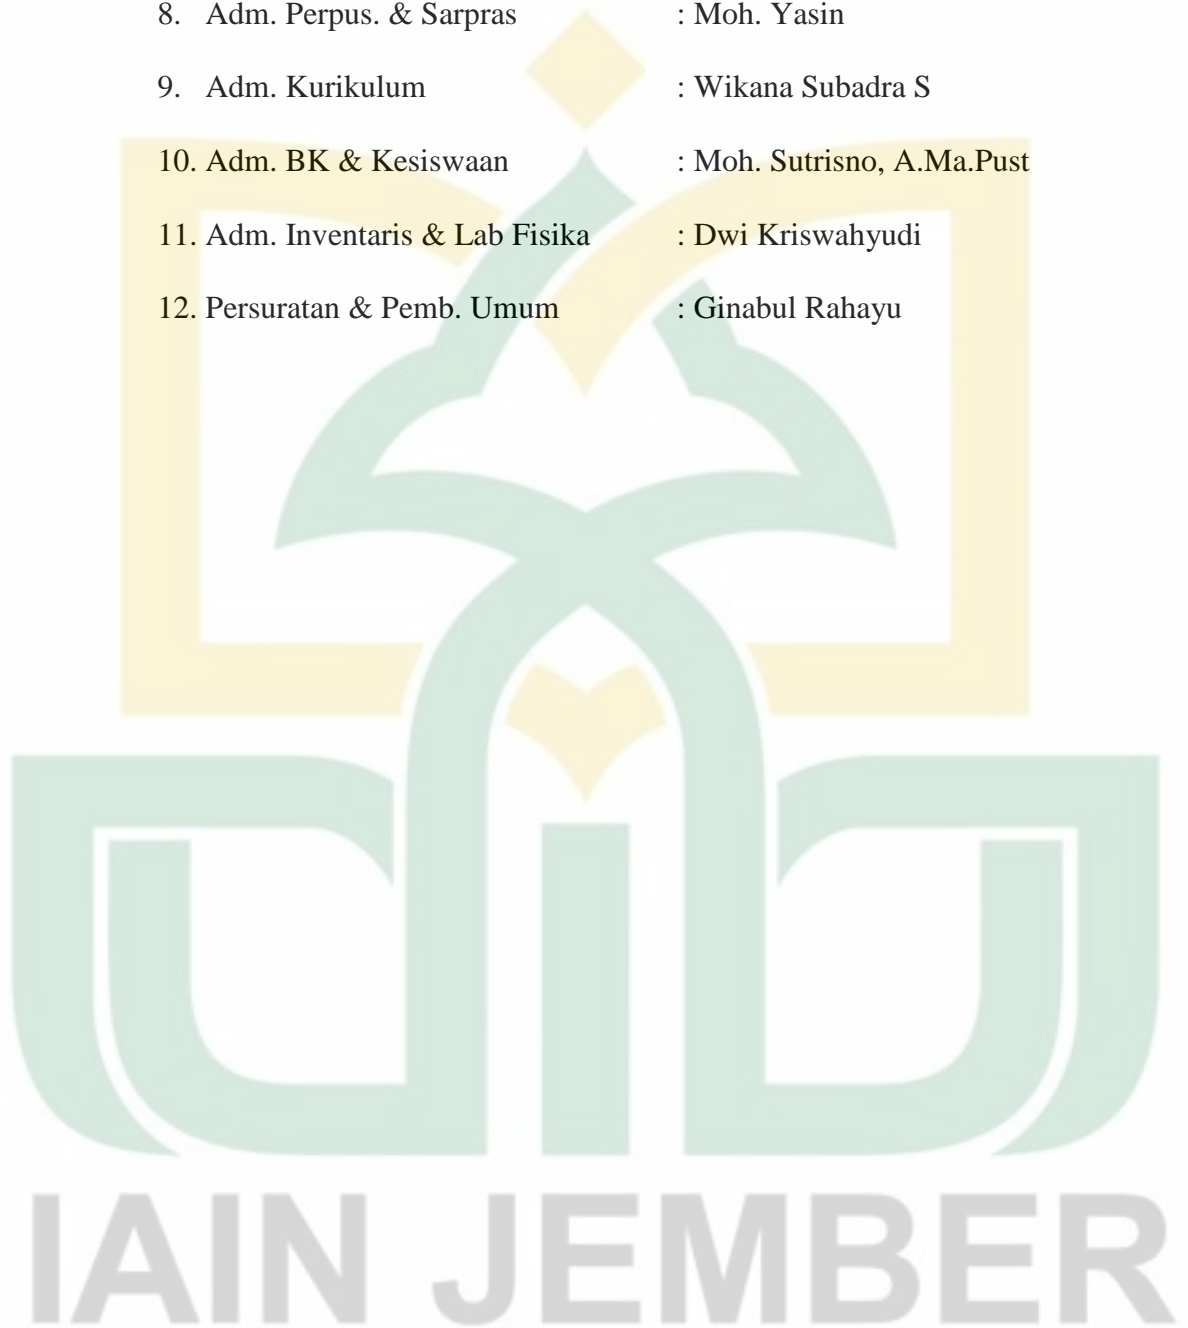 8. Adm. Perpus. & Sarpras : Moh. Yasin
9. Adm. Kurikulum : Wikana Subadra S
10. Adm. BK & Kesiswaan : Moh. Sutrisno, A.Ma.Pust
11. Adm. Inventaris & Lab Fisika : Dwi Kriswahyudi
12. Persuratan & Pemb. Umum : Ginabul Rahayu
IAIN JEMBER